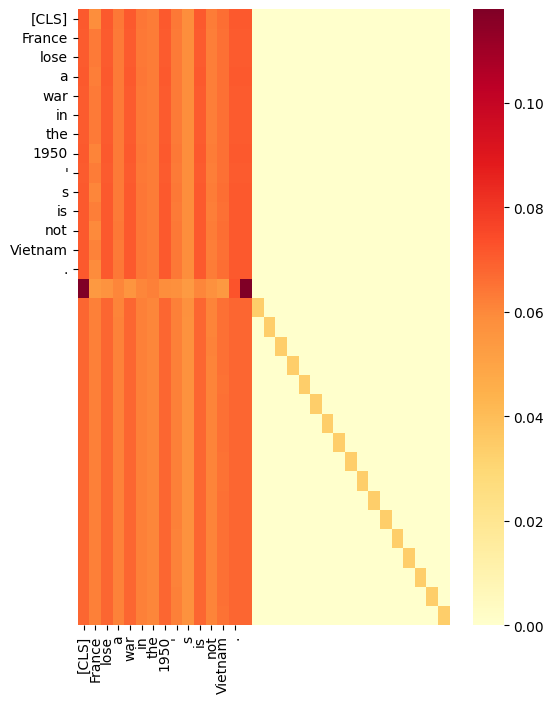 [CLS]
France
lose
a
war
in
the
1950
'
s
is
not
Vietnam
.
0.10
0.08
0.06
0.04
0.02
0.00
[CLS]
France
lose
a
war
in
the
1950
'
s
is
not
Vietnam
.